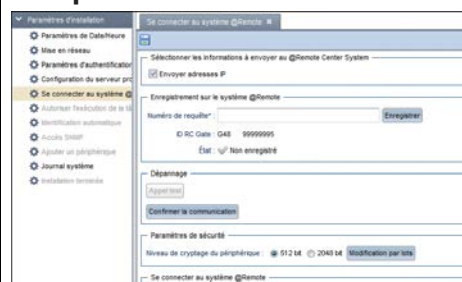 Paramètres d'installation
Paramètres de Date/heure
Mise en réseau
Paramètres d'authentification
Configuration du serveur pro
Se connecter au système @
Autoriser l'exécution de la tâ
Identification automatique
Accès SNMP
Ajouter un périphérique
Journal système
Installation terminée
Se connecter au système @Remote
Sélectionner les informations à envoyer au @Remote Center System
Envoyer adresses IP
Enregistrement sur le système @Remote
Numéro de requête* : Enregistrer
ID RC Gate : G48 99999995
État : Non enregistré
Dépannage
Appel test
Confirmer la communication
Paramètres de sécurité
Niveau de cryptage du périphérique : 512 bit 2048 bit Modification par lots
Se connecter au système @Remote